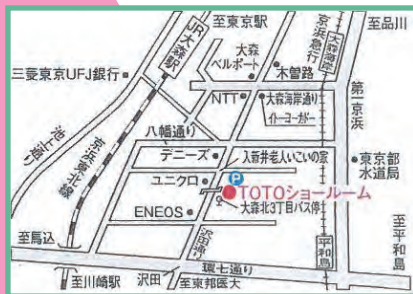 至東京駅
至品川
JR大森駅
京浜急行
大森海岸
大森
ベルポート
木曽路
三菱東京UFJ銀行
NTT
大森海岸通り
イトーヨーカドー
第一京浜
池上通り
八幡通り
京浜東北線
デニーズ
入新井老人いこいの家
東京都
水道局
ユニクロ
P
TOTOショールーム
大森北3丁目バス停
ENEOS
至馬込
沢田通り
平和島
至平和島
環七通り
至川崎駅
沢田
至東邦医大